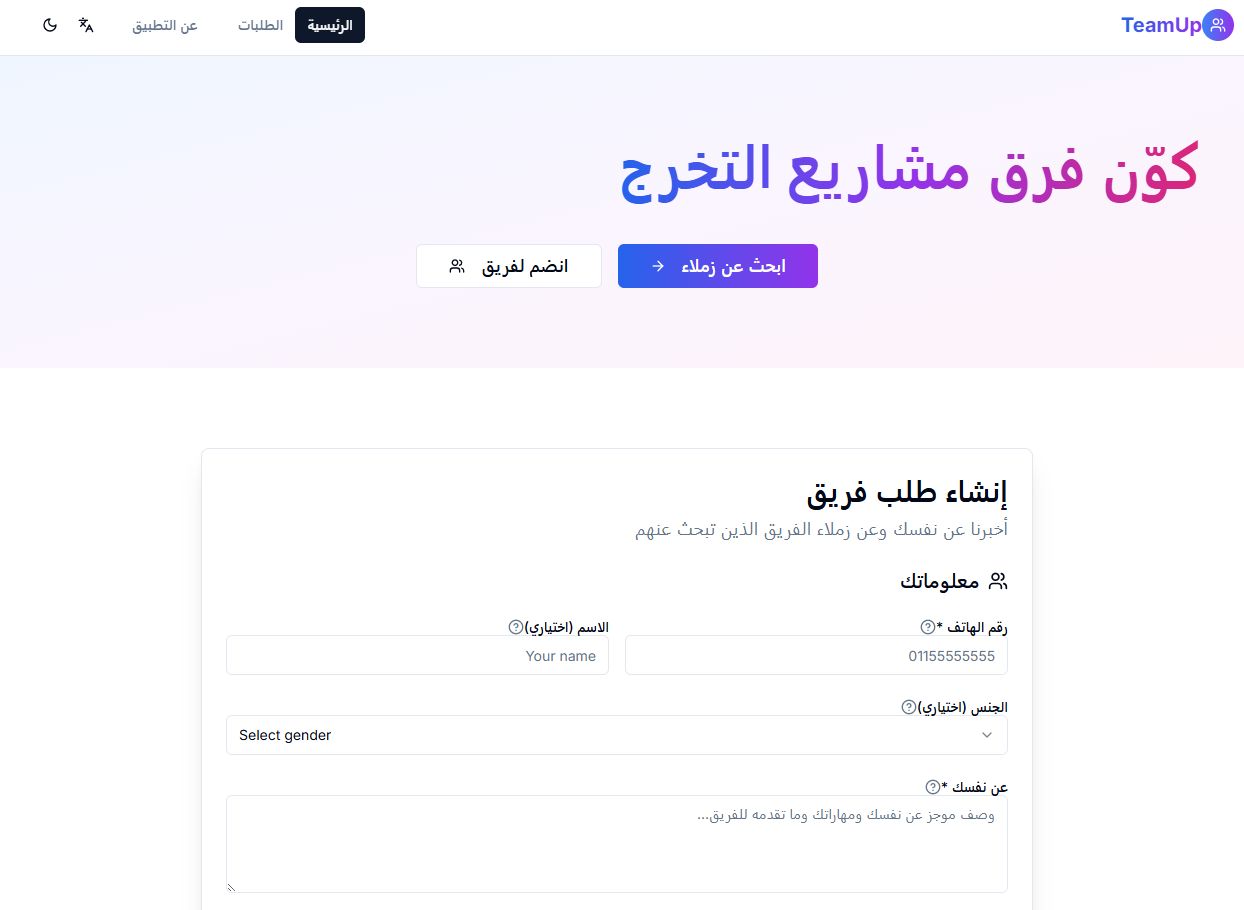 TeamUp
الرئيسية
الطلبات
عن التطبيق
كوّن فرق مشاريع التخرج
ابحث عن زملاء
انضم لفريق
إنشاء طلب فريق
أخبرنا عن نفسك وعن زملاء الفريق الذين تبحث عنهم
معلوماتك
رقم الهاتف *
01155555555
الاسم (اختياري)
Your name
الجنس (اختياري)
Select gender
عن نفسك *
وصف موجز عن نفسك ومهاراتك وما تقدمه للفريق...